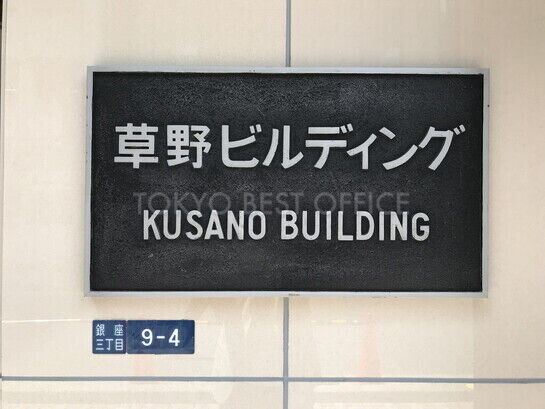 草野ビルディング
TOKYO BEST OFFICE
KUSANO BUILDING
銀座
三丁目
9-4